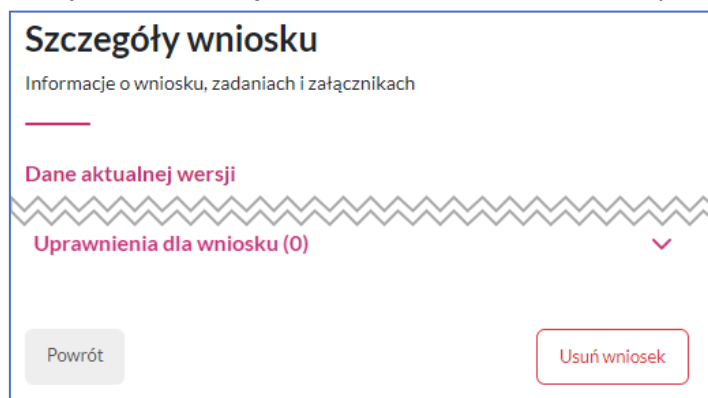 Szczegóły wniosku
Informacje o wniosku, zadaniach i załącznikach
Dane aktualnej wersji
Uprawnienia dla wniosku (0)
Powrót
Usuń wniosek